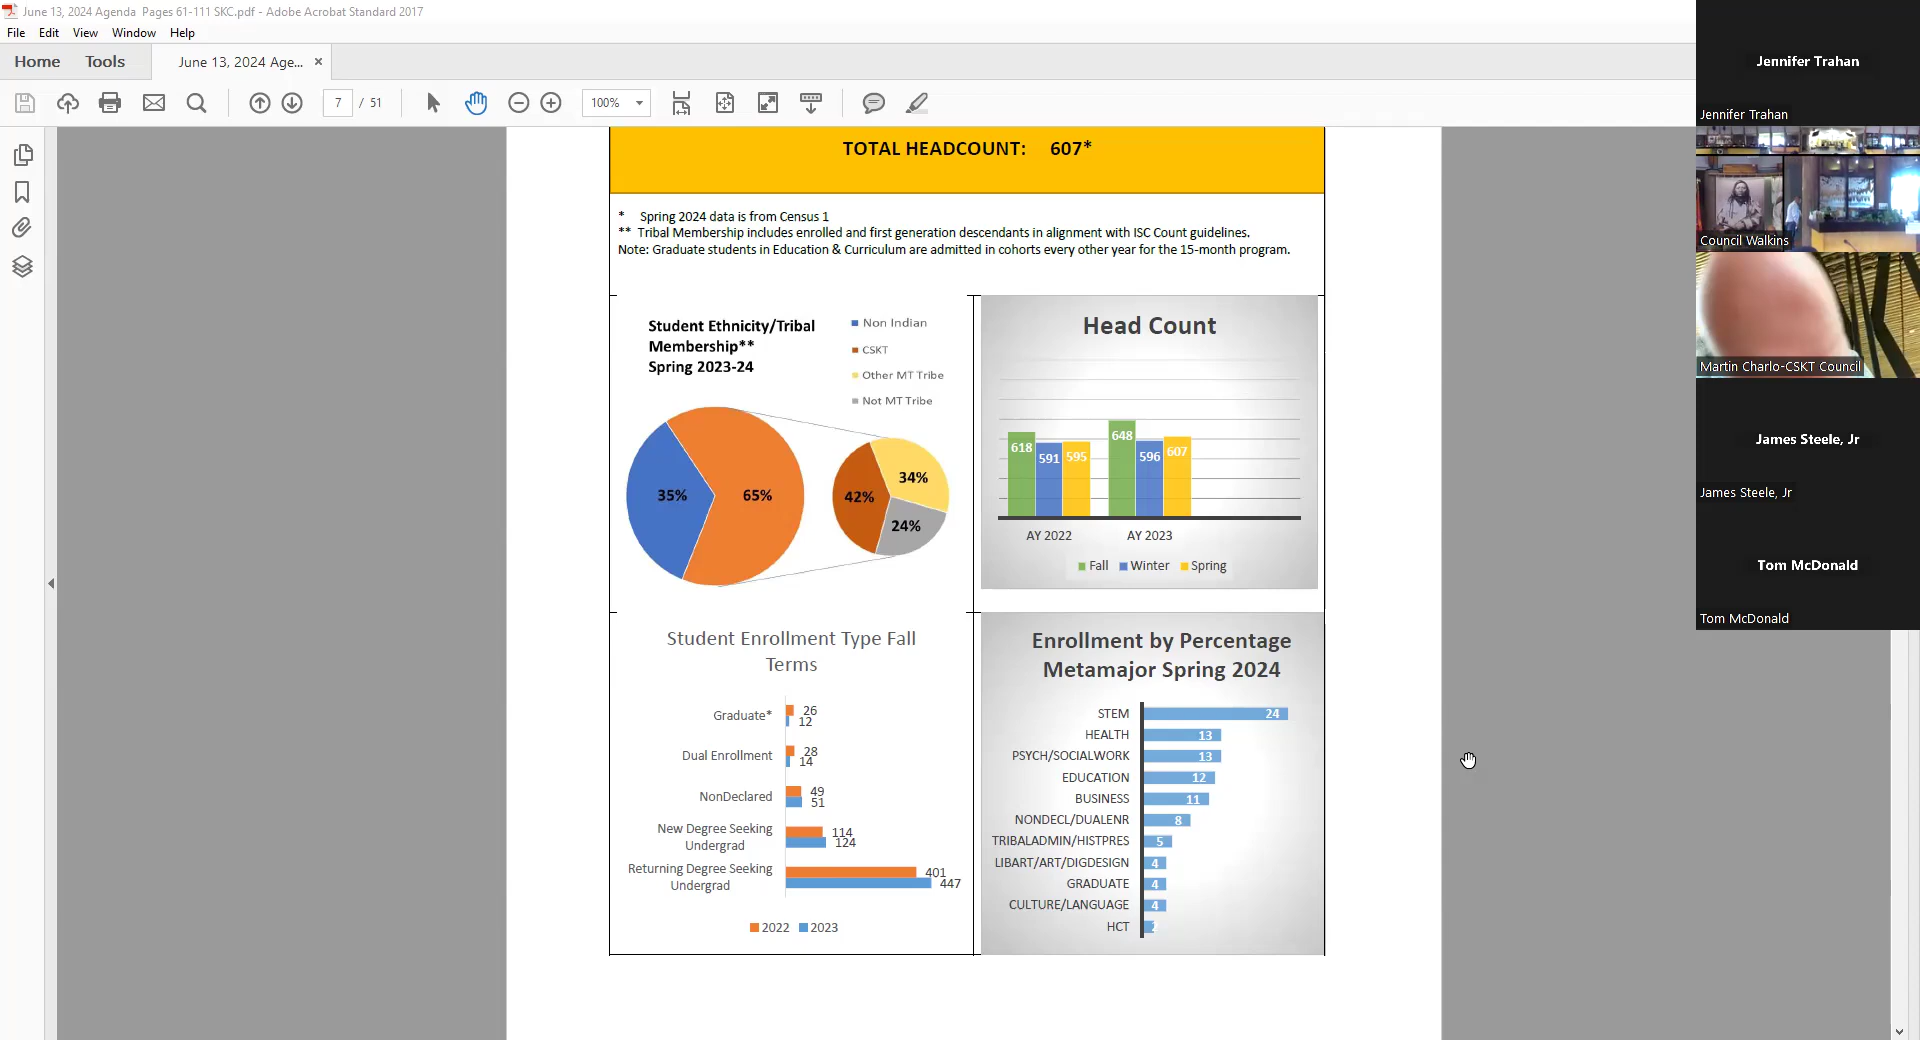 June 13, 2024 Agenda  Pages 61-111 SKC.pdf - Adobe Acrobat Standard 2017
File Edit View Window Help
Home Tools June 13, 2024 Age... ×
7 / 51 100%
TOTAL HEADCOUNT: 607*
* Spring 2024 data is from Census 1
** Tribal Membership includes enrolled and first generation descendants in alignment with ISC Count guidelines.
Note: Graduate students in Education & Curriculum are admitted in cohorts every other year for the 15-month program.
Student Ethnicity/Tribal
Membership**
Spring 2023-24
Non Indian
CSKT
Other MT Tribe
Not MT Tribe
35% 65%
42% 34% 24%
Head Count
618 591 595 648 596 607
AY 2022 AY 2023
Fall Winter Spring
Student Enrollment Type Fall
Terms
Graduate* 26
12
Dual Enrollment 28
14
NonDeclared 49
51
New Degree Seeking
Undergrad
114
124
Returning Degree Seeking
Undergrad
401
447
2022 2023
Enrollment by Percentage
Metamajor Spring 2024
STEM 24
HEALTH 13
PSYCH/SOCIALWORK 13
EDUCATION 12
BUSINESS 11
NONDECL/DUALENR 8
TRIBALADMIN/HISTPRES 5
LIBART/ART/DIGDESIGN 4
GRADUATE 4
CULTURE/LANGUAGE 4
HCT
Jennifer Trahan
Jennifer Trahan
Council Walkins
Martin Charlo-CSKT Council
James Steele, Jr
James Steele, Jr
Tom McDonald
Tom McDonald